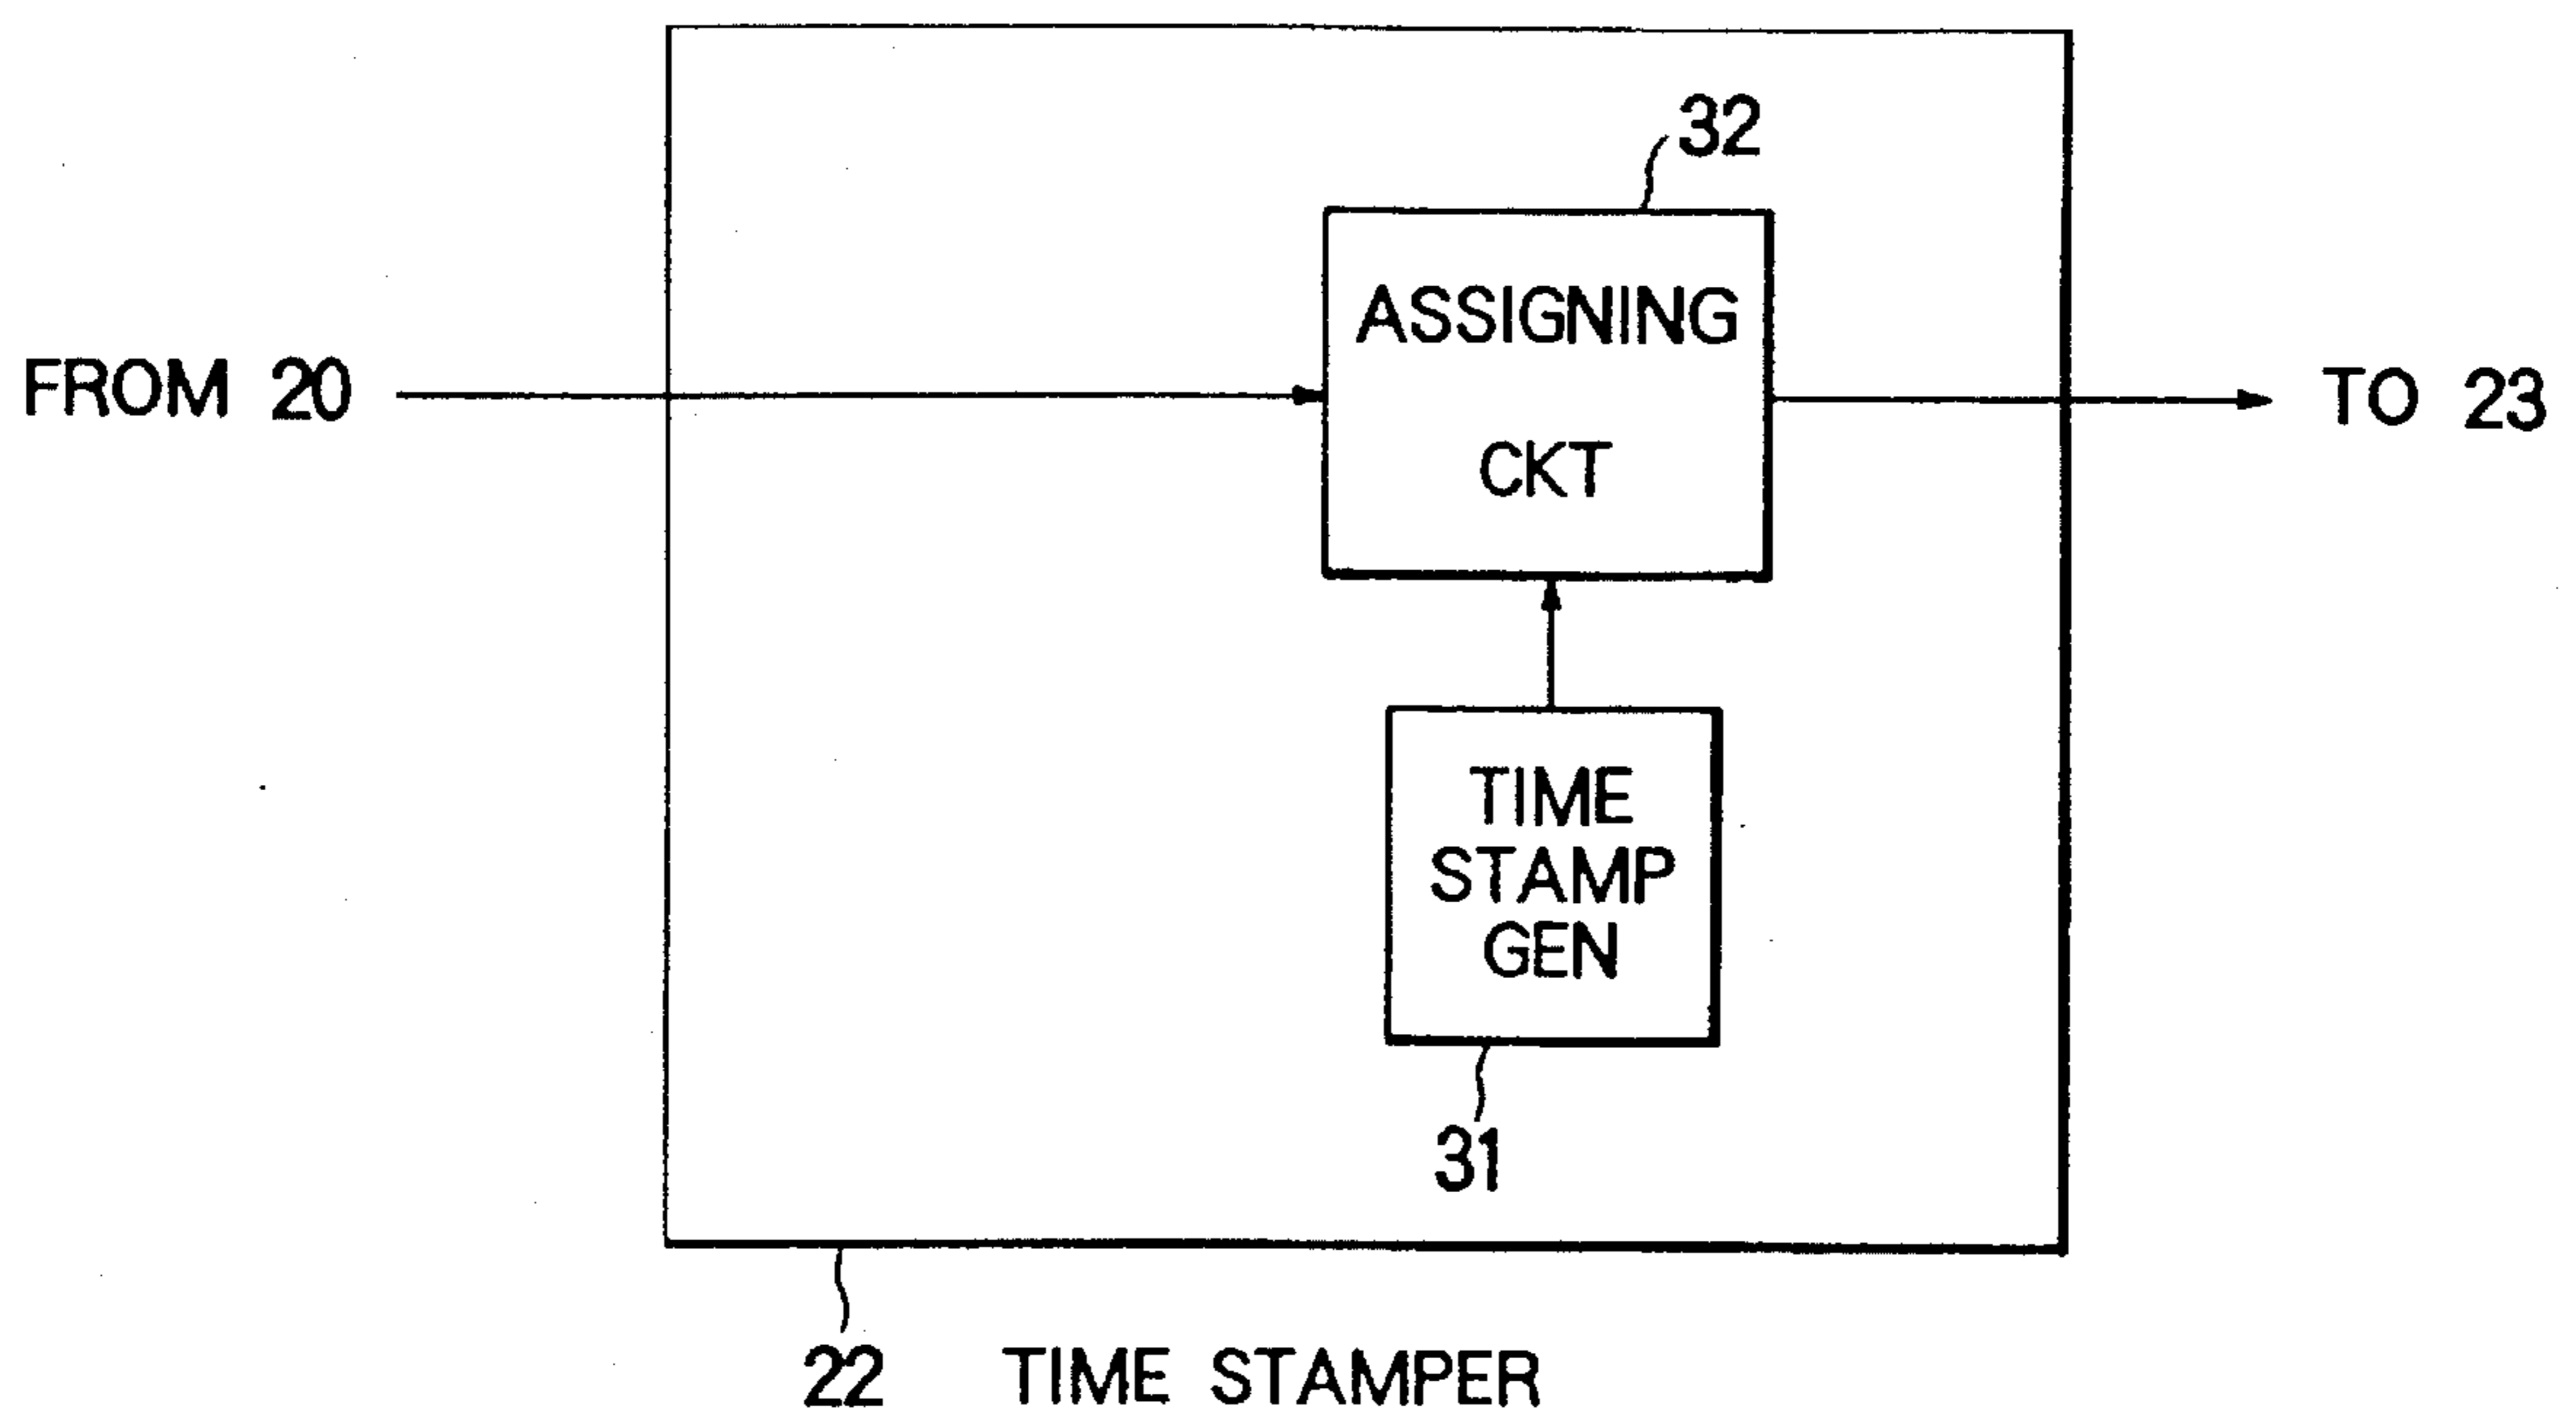 32
ASSIGNING
CKT
FROM 20
TO 23
TIME
STAMP
GEN
31
22 TIME STAMPER